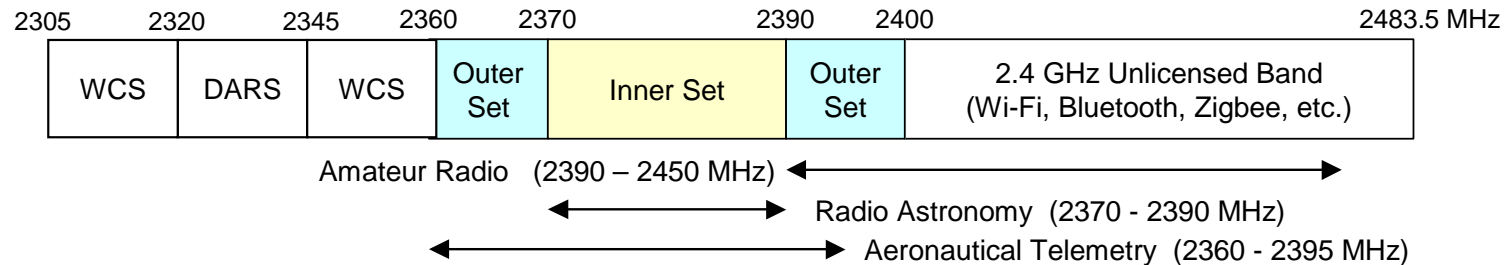 2305 2320 2345 2360 2370 2390 2400 2483.5 MHz
WCS DARS WCS Outer Set Inner Set Outer Set 2.4 GHz Unlicensed Band
(Wi-Fi, Bluetooth, Zigbee, etc.)
Amateur Radio (2390 – 2450 MHz)
Radio Astronomy (2370 - 2390 MHz)
Aeronautical Telemetry (2360 - 2395 MHz)